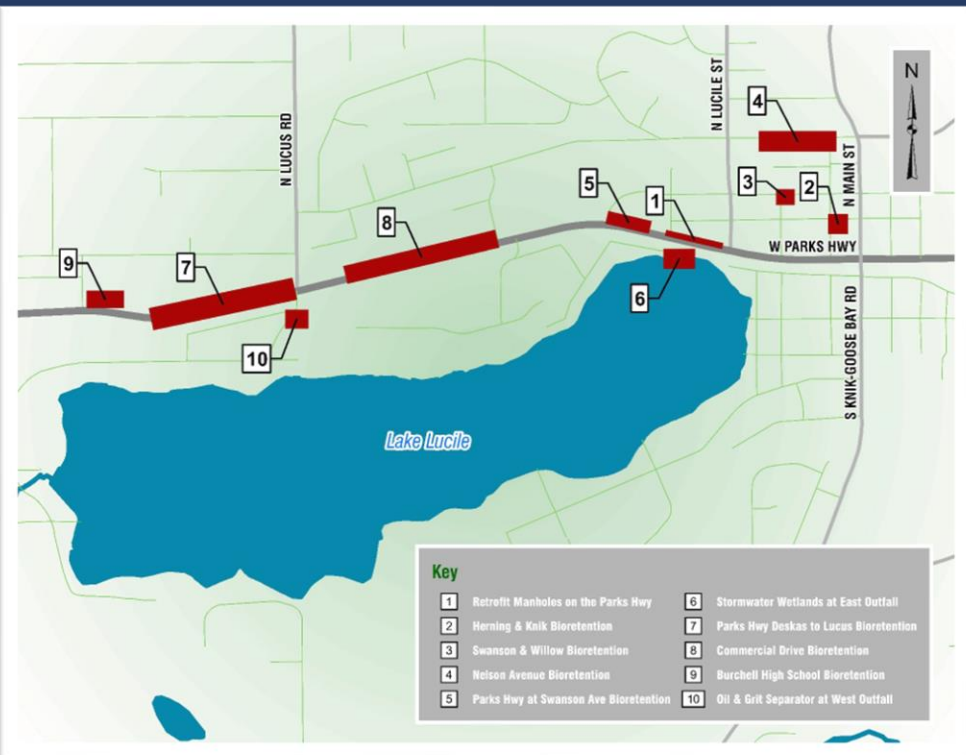 N
N LUCUS RD
N LUCILE ST
N MAIN ST
4
3
2
5
1
8
W PARKS HWY
9
7
6
10
S KNIK-GOOSE BAY RD
Lake Lucile
Key
1 Retrofit Manholes on the Parks Hwy
2 Herning & Knik Bioretention
3 Swanson & Willow Bioretention
4 Nelson Avenue Bioretention
5 Parks Hwy at Swanson Ave Bioretention
6 Stormwater Wetlands at East Outfall
7 Parks Hwy Deskas to Lucus Bioretention
8 Commercial Drive Bioretention
9 Burchell High School Bioretention
10 Oil & Grit Separator at West Outfall